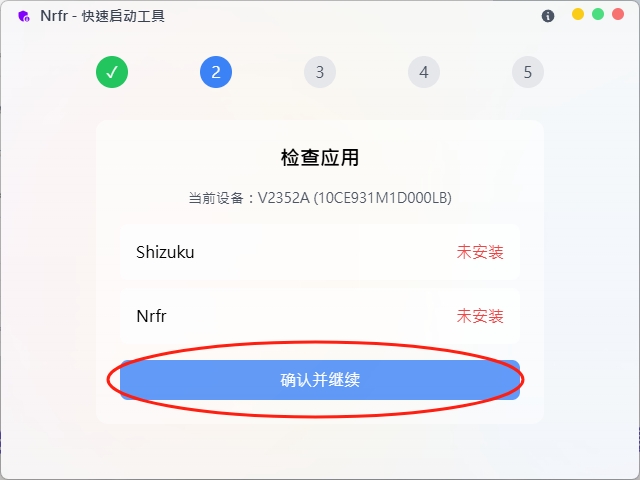 Nrfr - 快速启动工具
✓ 2 3 4 5
检查应用
当前设备：V2352A (10CE931M1D000LB)
Shizuku 未安装
Nrfr 未安装
确认并继续